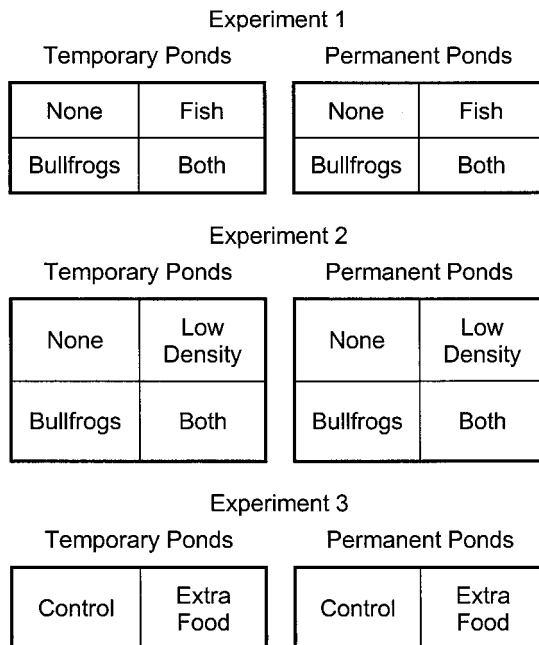 Experiment 1
Temporary Ponds Permanent Ponds
None Fish None Fish
Bullfrogs Both Bullfrogs Both
Experiment 2
Temporary Ponds Permanent Ponds
None Low Density None Low Density
Bullfrogs Both Bullfrogs Both
Experiment 3
Temporary Ponds Permanent Ponds
Control Extra Food Control Extra Food